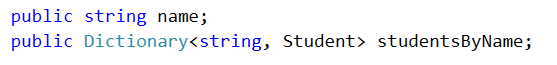 public string name;
public Dictionary<string, Student> studentsByName;